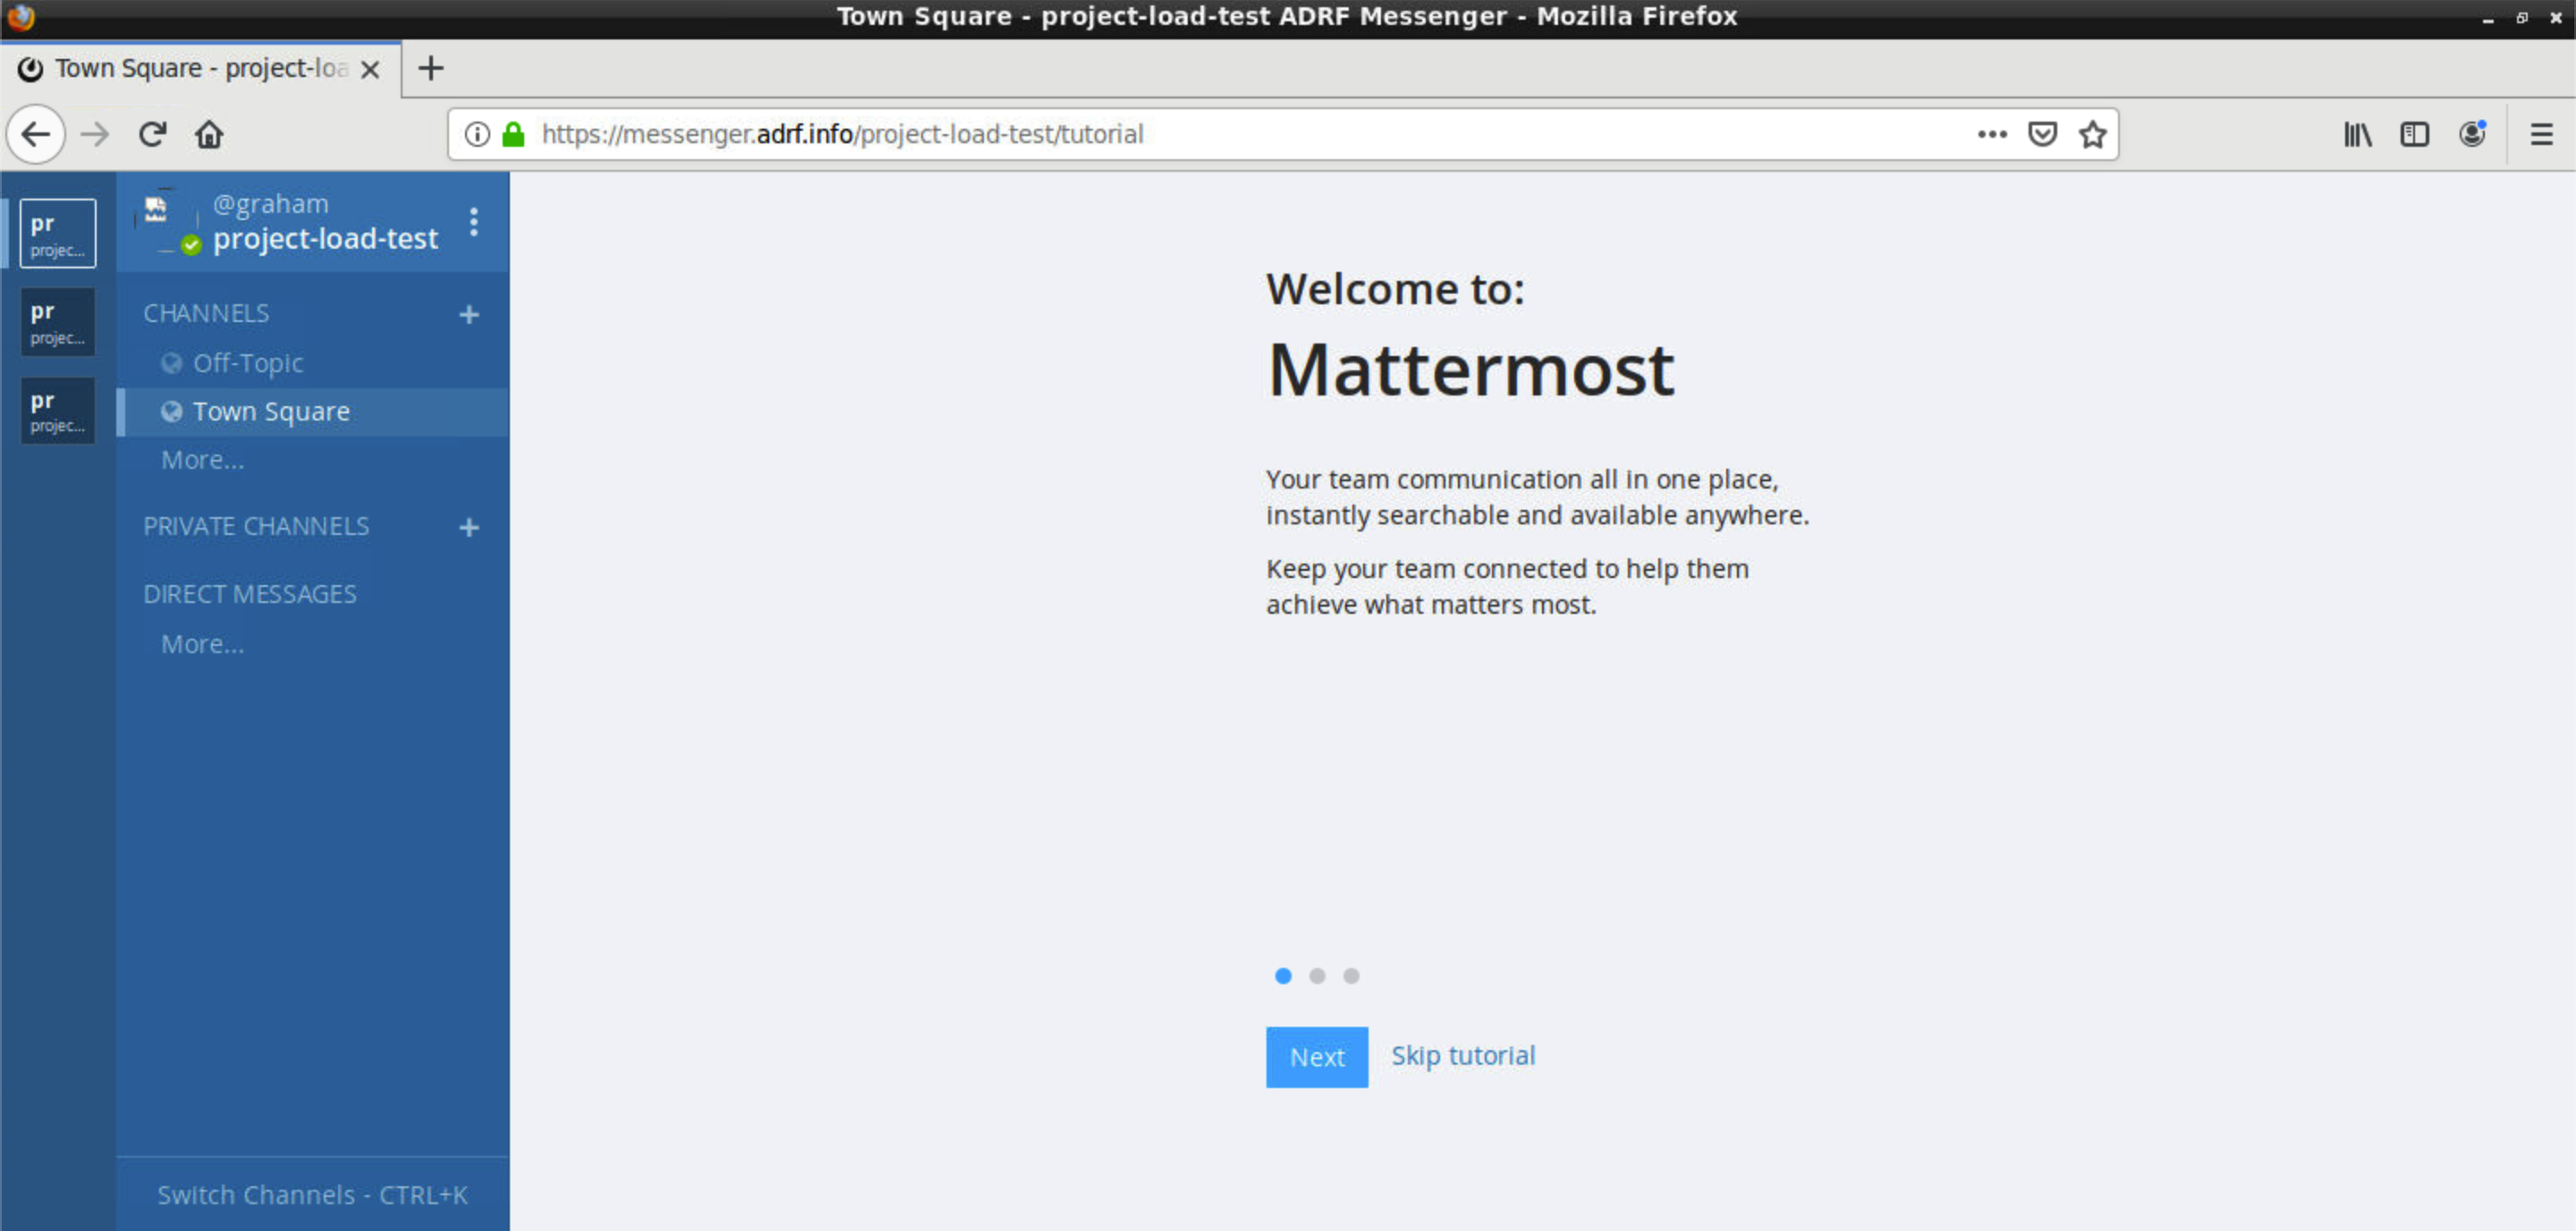 Town Square - project-load-test ADRF Messenger - Mozilla Firefox
Town Square - project-loa
https://messenger.adrf.info/project-load-test/tutorial
pr
projec...
pr
projec...
pr
projec...
@graham
project-load-test
CHANNELS
Off-Topic
Town Square
More...
PRIVATE CHANNELS
DIRECT MESSAGES
More...
Switch Channels - CTRL+K
Welcome to:
Mattermost
Your team communication all in one place,
instantly searchable and available anywhere.
Keep your team connected to help them
achieve what matters most.
Next
Skip tutorial